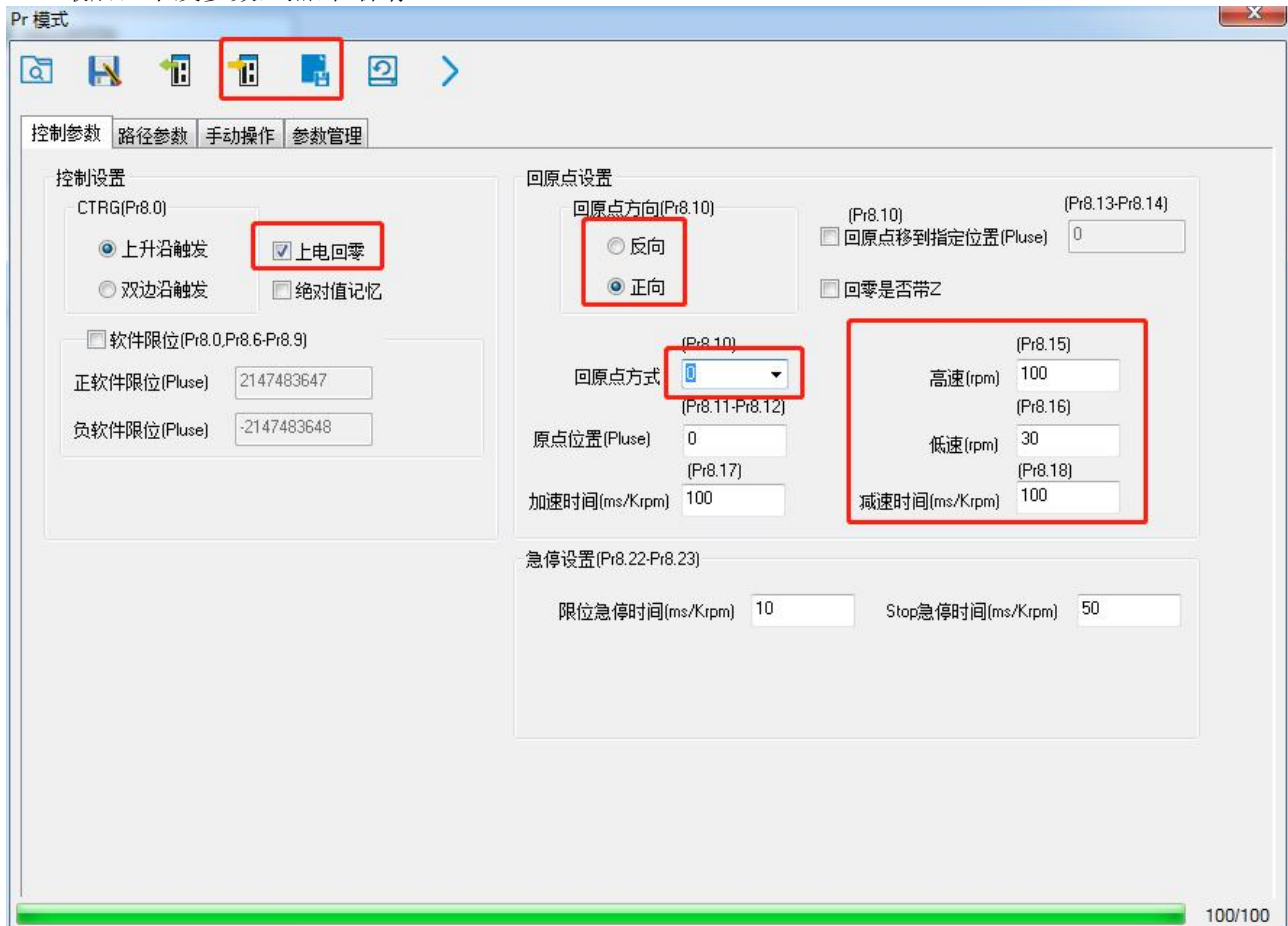 Pr 模式
控制参数 路径参数 手动操作 参数管理
控制设置
CTRG(Pr8.0)
上升沿触发
上电回零
双边沿触发
绝对值记忆
软件限位(Pr8.0,Pr8.6-Pr8.9)
正软件限位(Pluse) 2147483647
负软件限位(Pluse) -2147483648
回原点设置
回原点方向(Pr8.10)
反向
正向
(Pr8.10)
(Pr8.13-Pr8.14)
回原点移到指定位置(Pluse) 0
回零是否带Z
(Pr8.10)
回原点方式 0
(Pr8.11-Pr8.12)
原点位置(Pluse) 0
(Pr8.17)
加速时间(ms/Krpm) 100
(Pr8.15)
高速(rpm) 100
(Pr8.16)
低速(rpm) 30
(Pr8.18)
减速时间(ms/Krpm) 100
急停设置(Pr8.22-Pr8.23)
限位急停时间(ms/Krpm) 10 Stop急停时间(ms/Krpm) 50
100/100